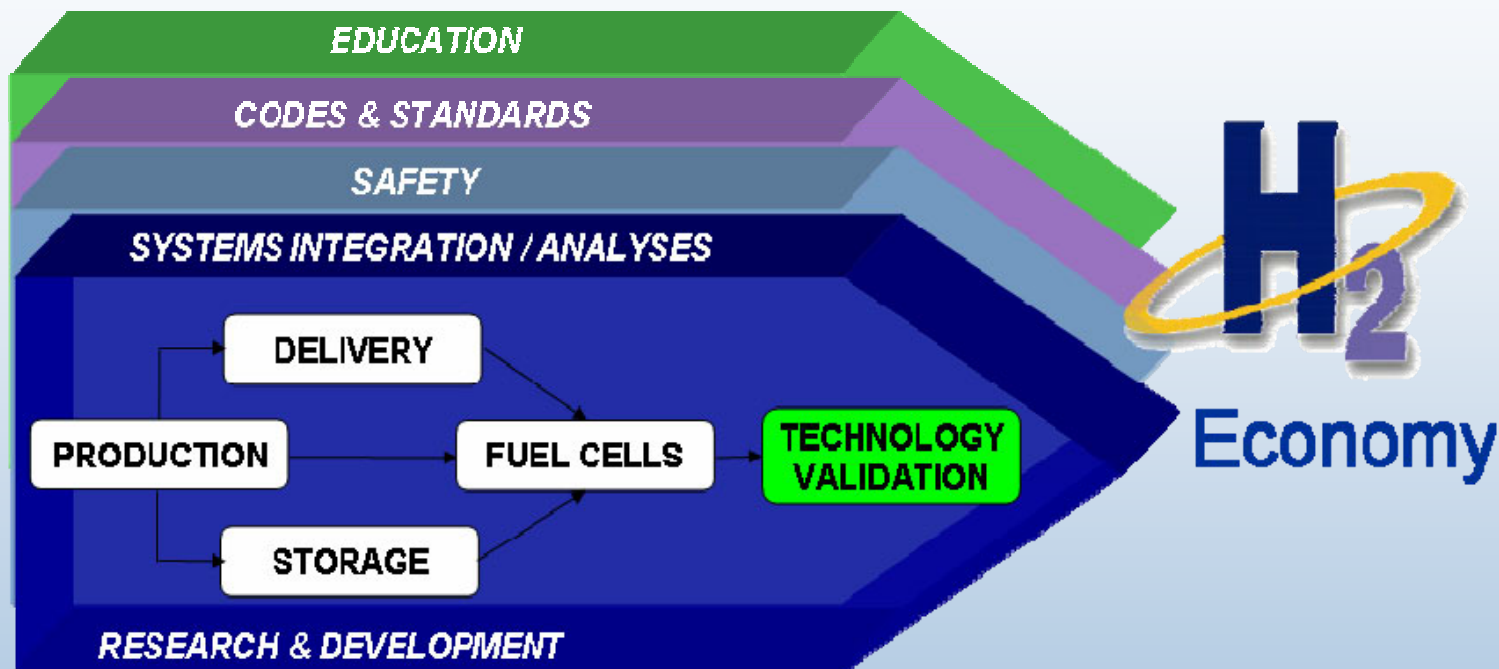 EDUCATION
CODES & STANDARDS
SAFETY
SYSTEMS INTEGRATION / ANALYSES
DELIVERY
PRODUCTION
FUEL CELLS
TECHNOLOGY
VALIDATION
STORAGE
RESEARCH & DEVELOPMENT
H2
Economy